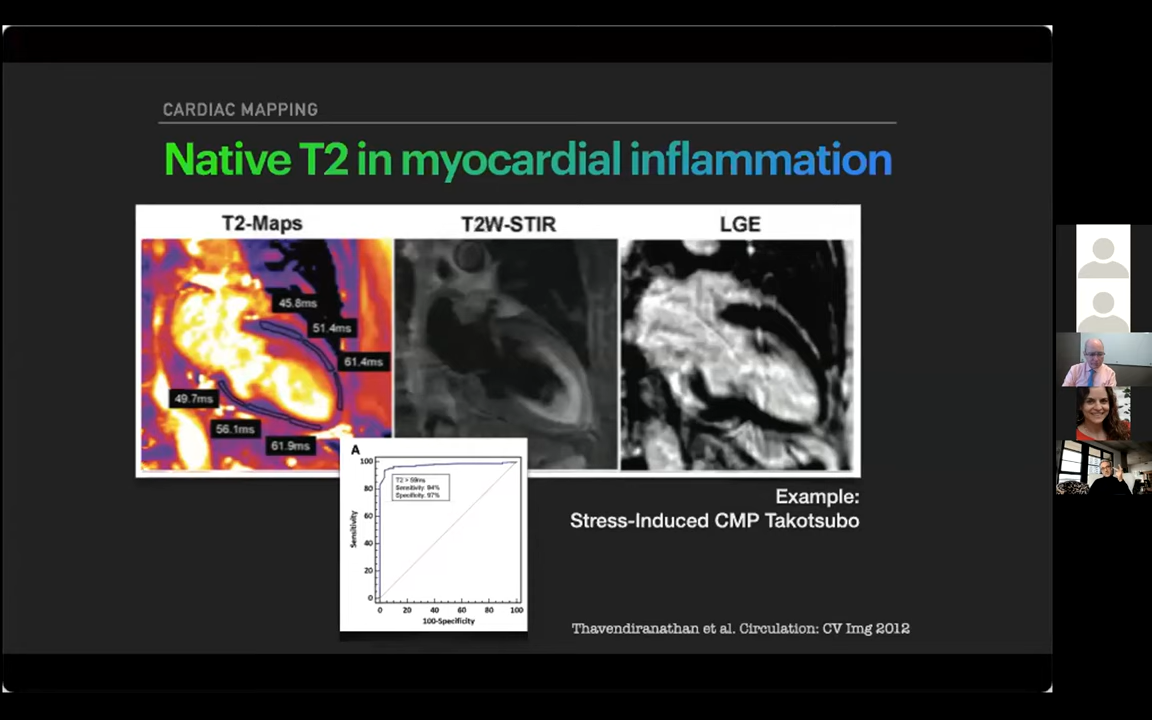 CARDIAC MAPPING
Native T2 in myocardial inflammation
T2-Maps
T2W-STIR
LGE
45.8ms
51.4ms
61.4ms
49.7ms
56.1ms
61.9ms
A
T2 > 59ms
Sensitivity: 94%
Specificity: 97%
100
80
60
40
20
0
Sensitivity
0 20 40 60 80 100
100-Specificity
Example:
Stress-Induced CMP Takotsubo
Thavendiranathan et al. Circulation: CV Img 2012